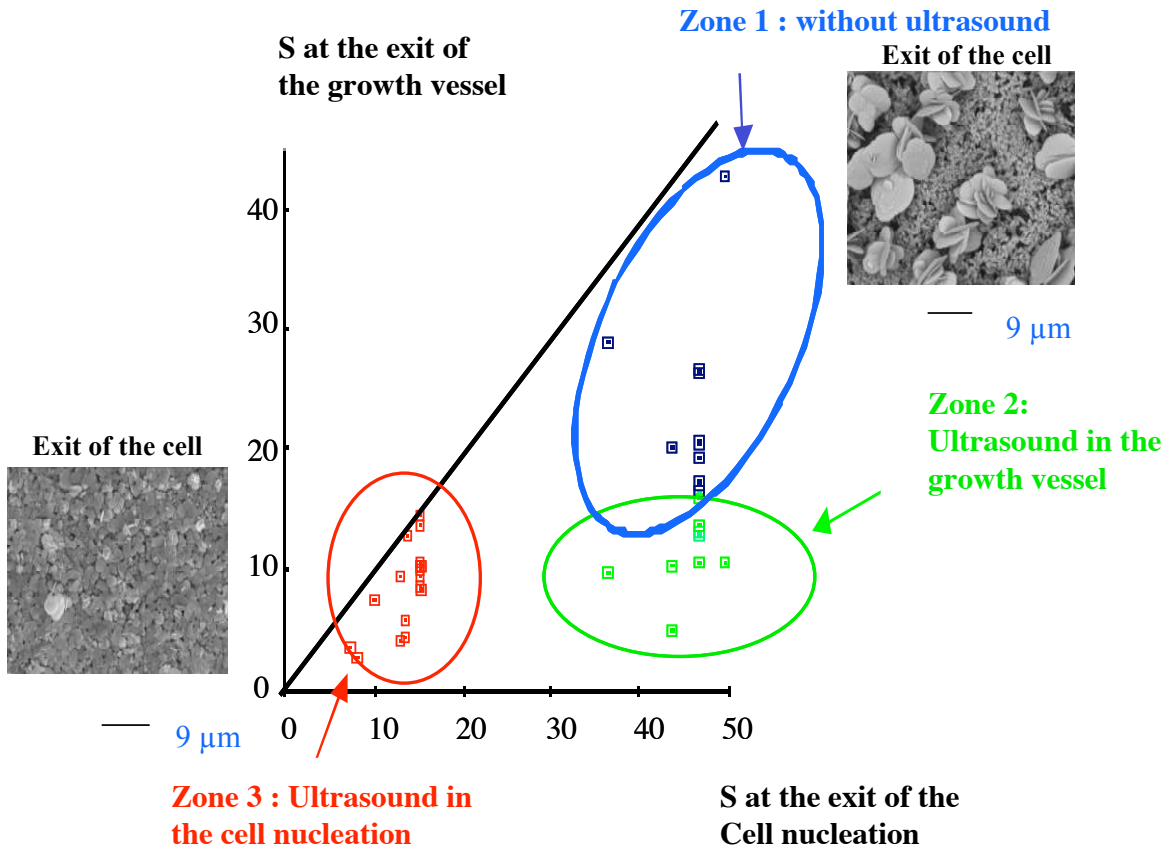 Zone 1 : without ultrasound
S at the exit of
the growth vessel
Exit of the cell
40
30
9 µm
Zone 2:
Ultrasound in the
growth vessel
Exit of the cell
20
10
0
0 10 20 30 40 50
9 µm
Zone 3 : Ultrasound in
the cell nucleation
S at the exit of the
Cell nucleation